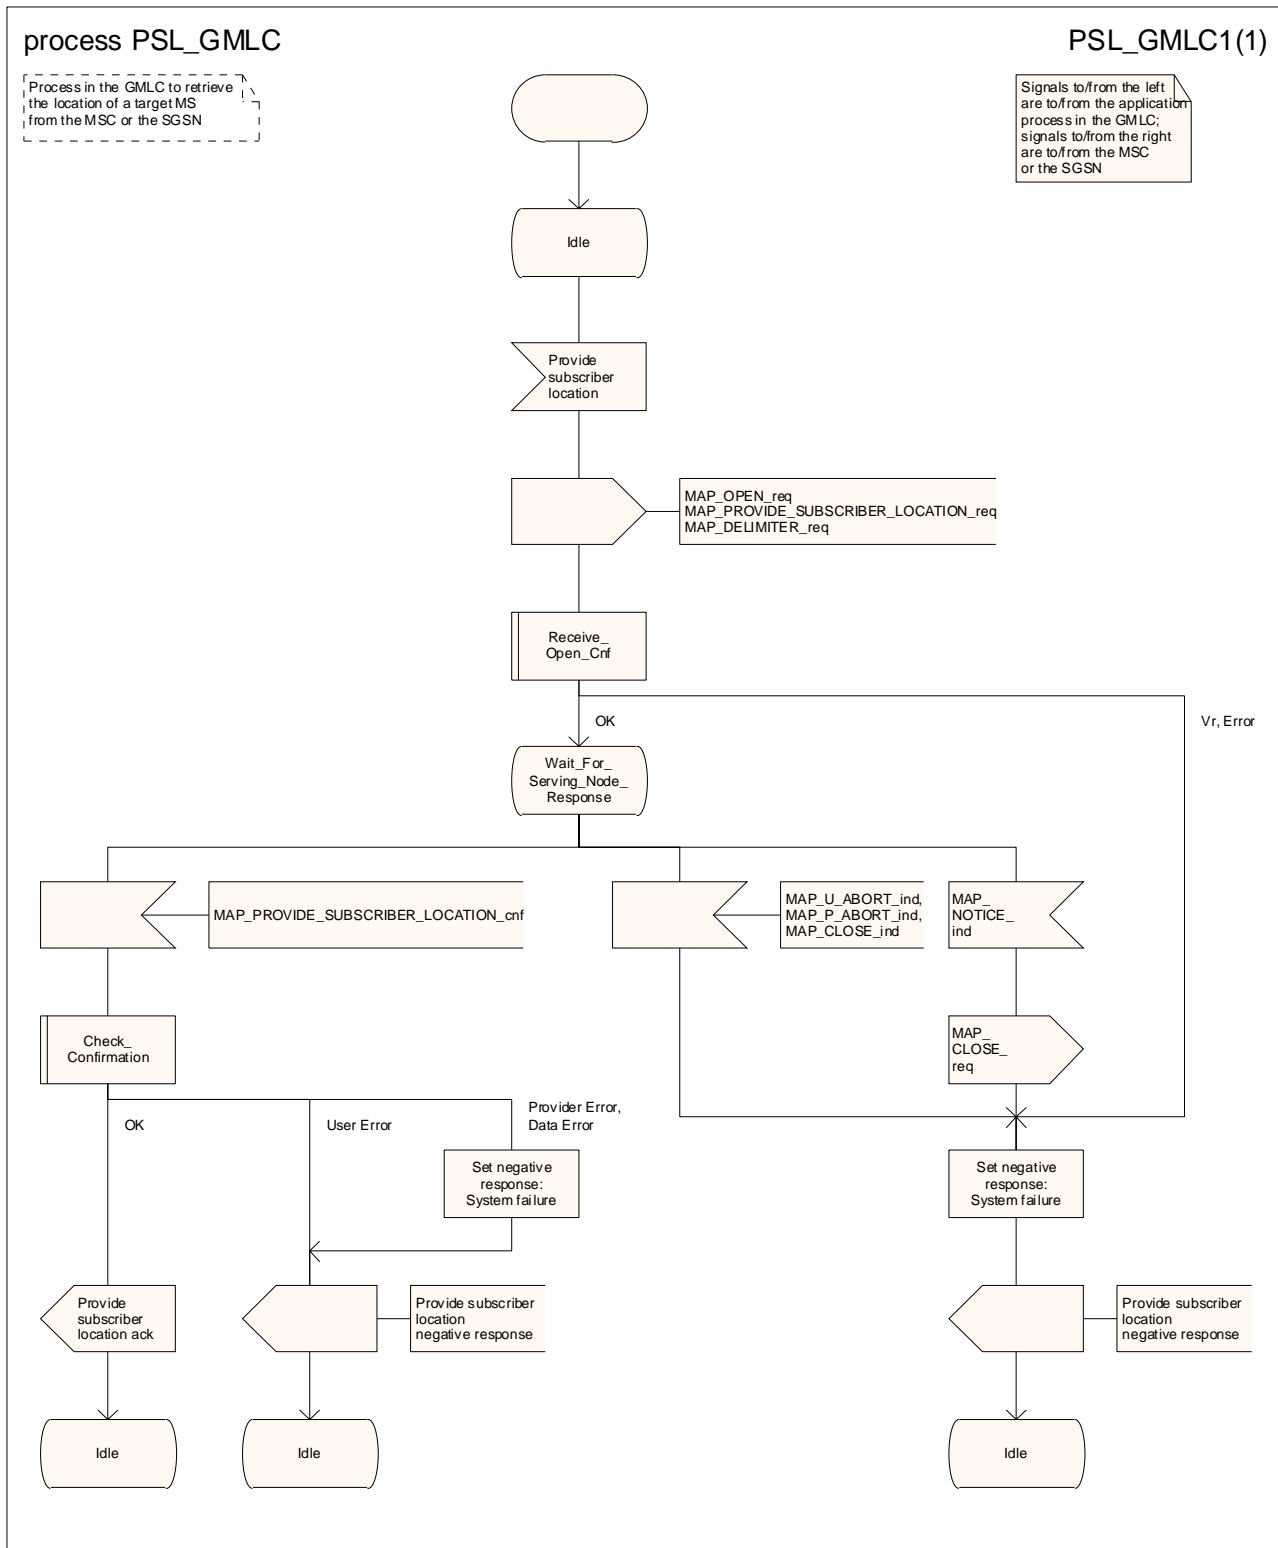 process PSL_GMLC
PSL_GMLC1(1)
Process in the GMLC to retrieve
the location of a target MS
from the MSC or the SGSN
Signals to/from the left
are to/from the application
process in the GMLC;
signals to/from the right
are to/from the MSC
or the SGSN
Idle
Provide
subscriber
location
MAP_OPEN_req
MAP_PROVIDE_SUBSCRIBER_LOCATION_req
MAP_DELIMITER_req
Receive_
Open_Cnf
OK
Vr, Error
Wait_For_
Serving_Node_
Response
MAP_PROVIDE_SUBSCRIBER_LOCATION_cnf
MAP_U_ABORT_ind,
MAP_P_ABORT_ind,
MAP_CLOSE_ind
MAP_
NOTICE_
ind
Check_
Confirmation
MAP_
CLOSE_
req
OK
User Error
Provider Error,
Data Error
Set negative
response:
System failure
Set negative
response:
System failure
Provide
subscriber
location ack
Provide subscriber
location
negative response
Provide subscriber
location
negative response
Idle
Idle
Idle